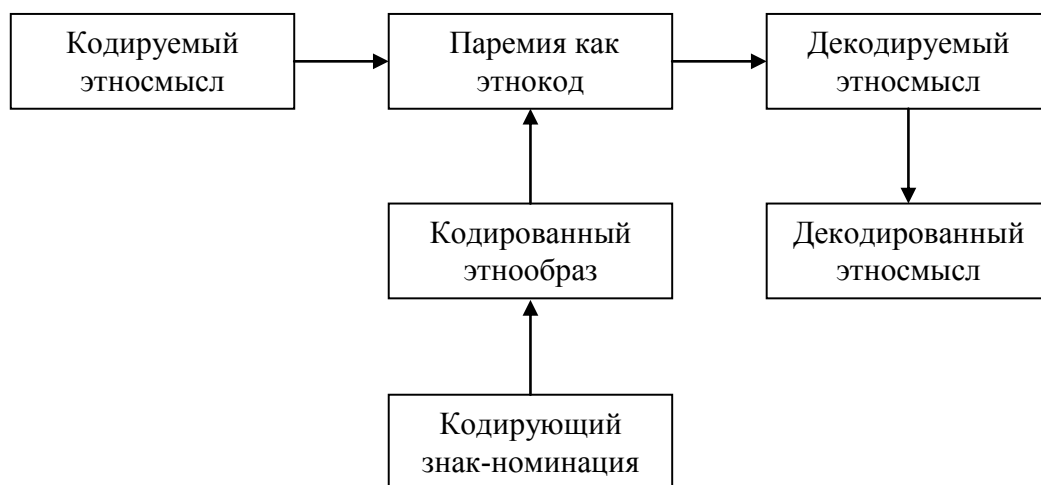 Кодируемый
этносмысл
Паремия как
этнокод
Декодируемый
этносмысл
Кодированный
этнообраз
Декодированный
этносмысл
Кодирующий
знак-номинация